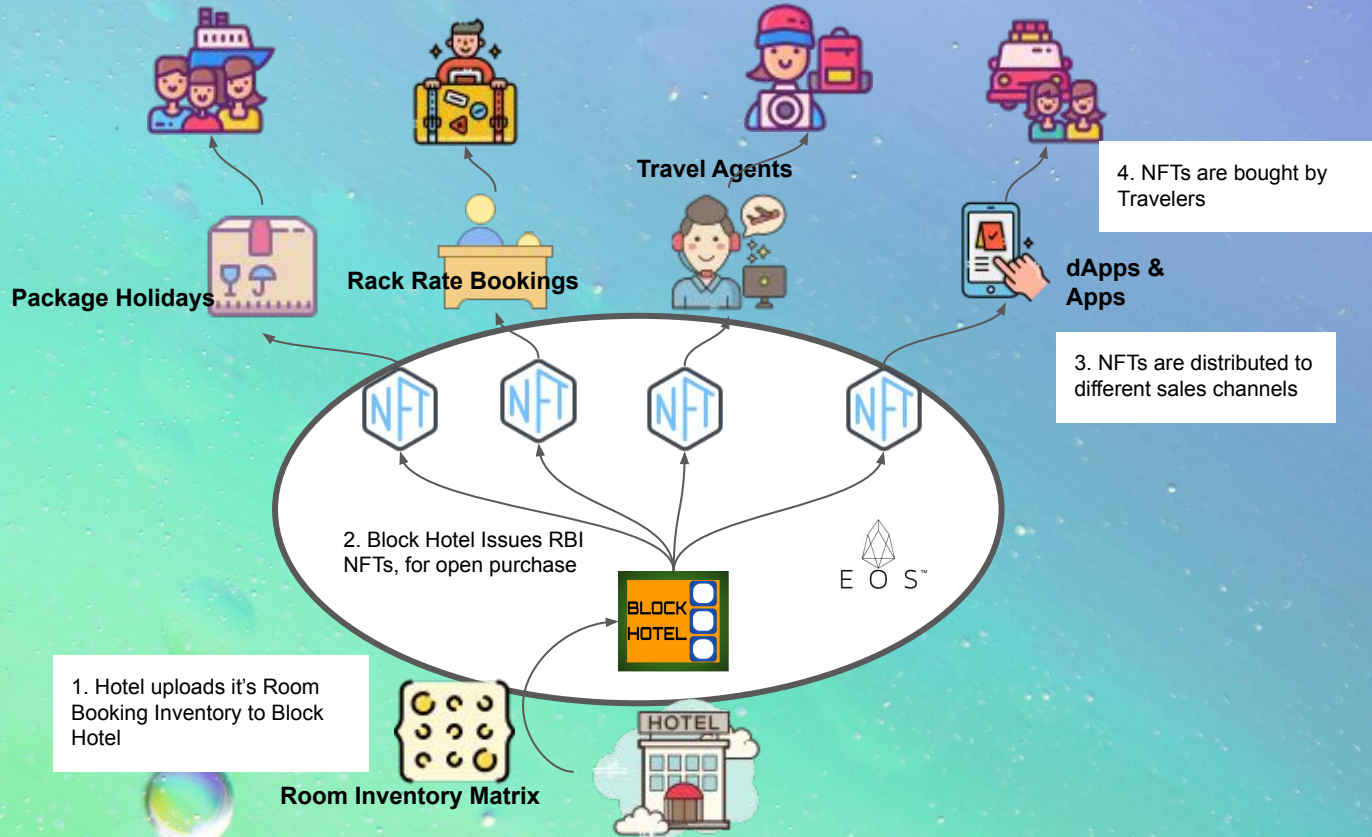 Travel Agents
4. NFTs are bought by
Travelers
Package Holidays
Rack Rate Bookings
dApps &
Apps
3. NFTs are distributed to
different sales channels
NFT
NFT
NFT
NFT
2. Block Hotel Issues RBI
NFTs, for open purchase
EOS™
BLOCK
HOTEL
1. Hotel uploads it’s Room
Booking Inventory to Block
Hotel
HOTEL
Room Inventory Matrix